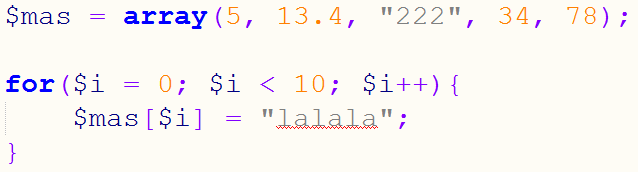 $mas = array(5, 13.4, "222", 34, 78);
for($i = 0; $i < 10; $i++){
$mas[$i] = "lalala";
}